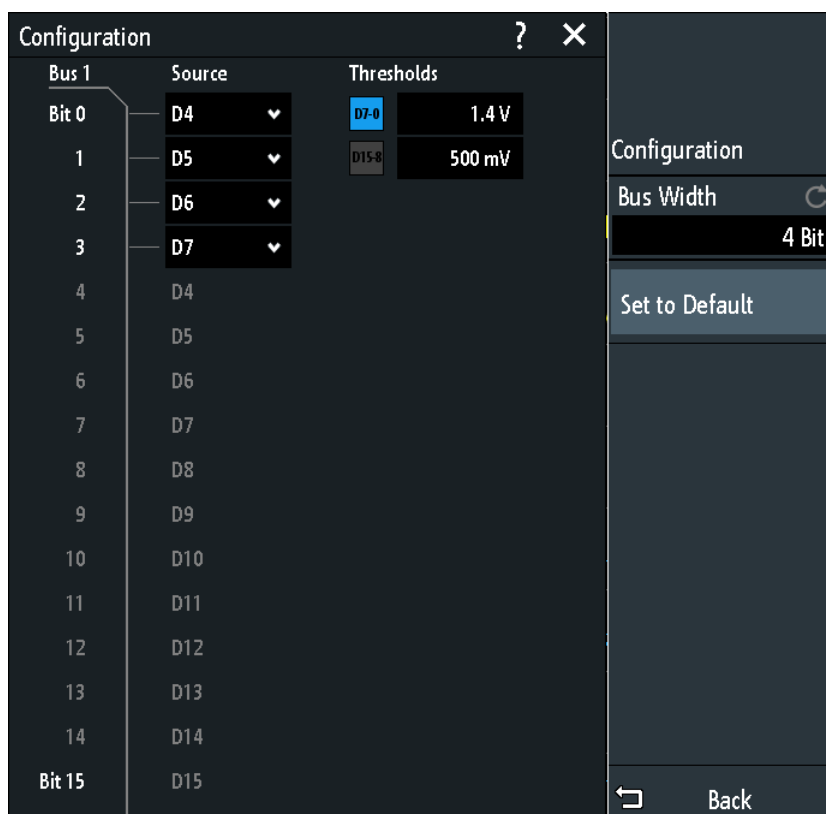 Configuration ? ✕
Bus 1 Source Thresholds
Bit 0 D4 D7-0 1.4 V
1 D5 D15-8 500 mV
2 D6
3 D7
4 D4
5 D5
6 D6
7 D7
8 D8
9 D9
10 D10
11 D11
12 D12
13 D13
14 D14
Bit 15 D15
Configuration
Bus Width
4 Bit
Set to Default
Back